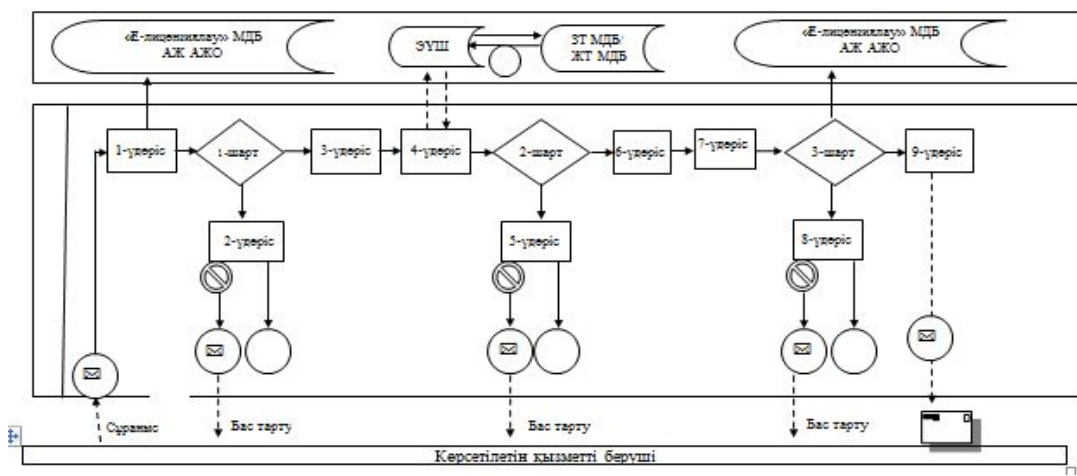 «Е-лицензиялау» МДБ
АЖ АЖО
ЭҮШ
ЗТ МДБ/
ЖТ МДБ
«Е-лицензиялау» МДБ
АЖ АЖО
1-үдеріс
1-шарт
3-үдеріс
4-үдеріс
2-шарт
6-үдеріс
7-үдеріс
3-шарт
9-үдеріс
2-үдеріс
5-үдеріс
8-үдеріс
Сұраныс
Бас тарту
Бас тарту
Бас тарту
Көрсетілетін қызметті беруші